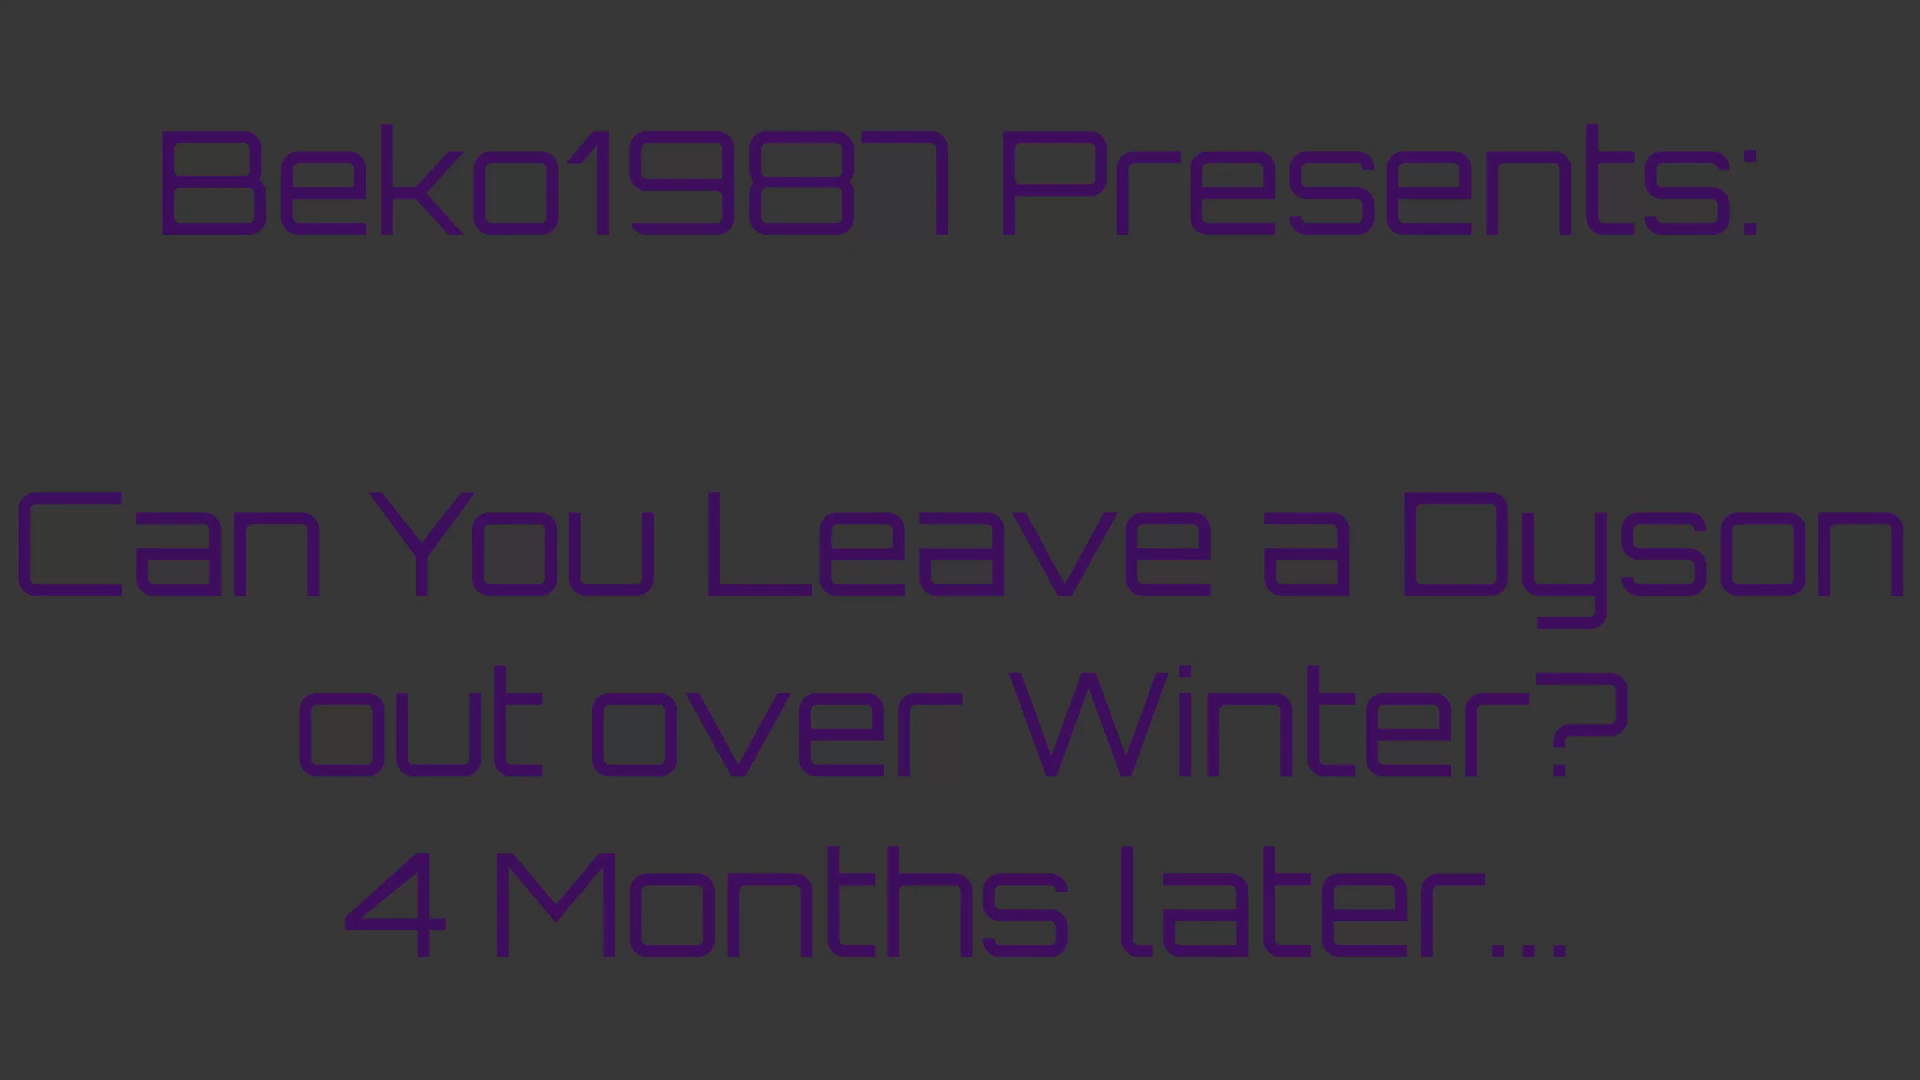 Beko1987 Presents:
Can You Leave a Dyson
out over Winter?
4 Months later...